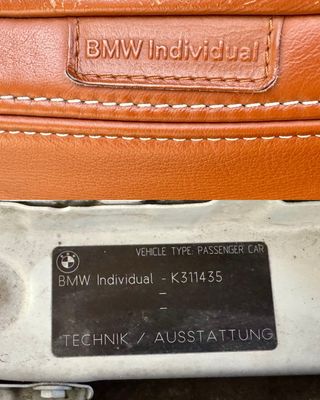 BMW Individual
VEHICLE TYPE: PASSENGER CAR
BMW Individual - K311435
–
–
TECHNIK / AUSSTATTUNG